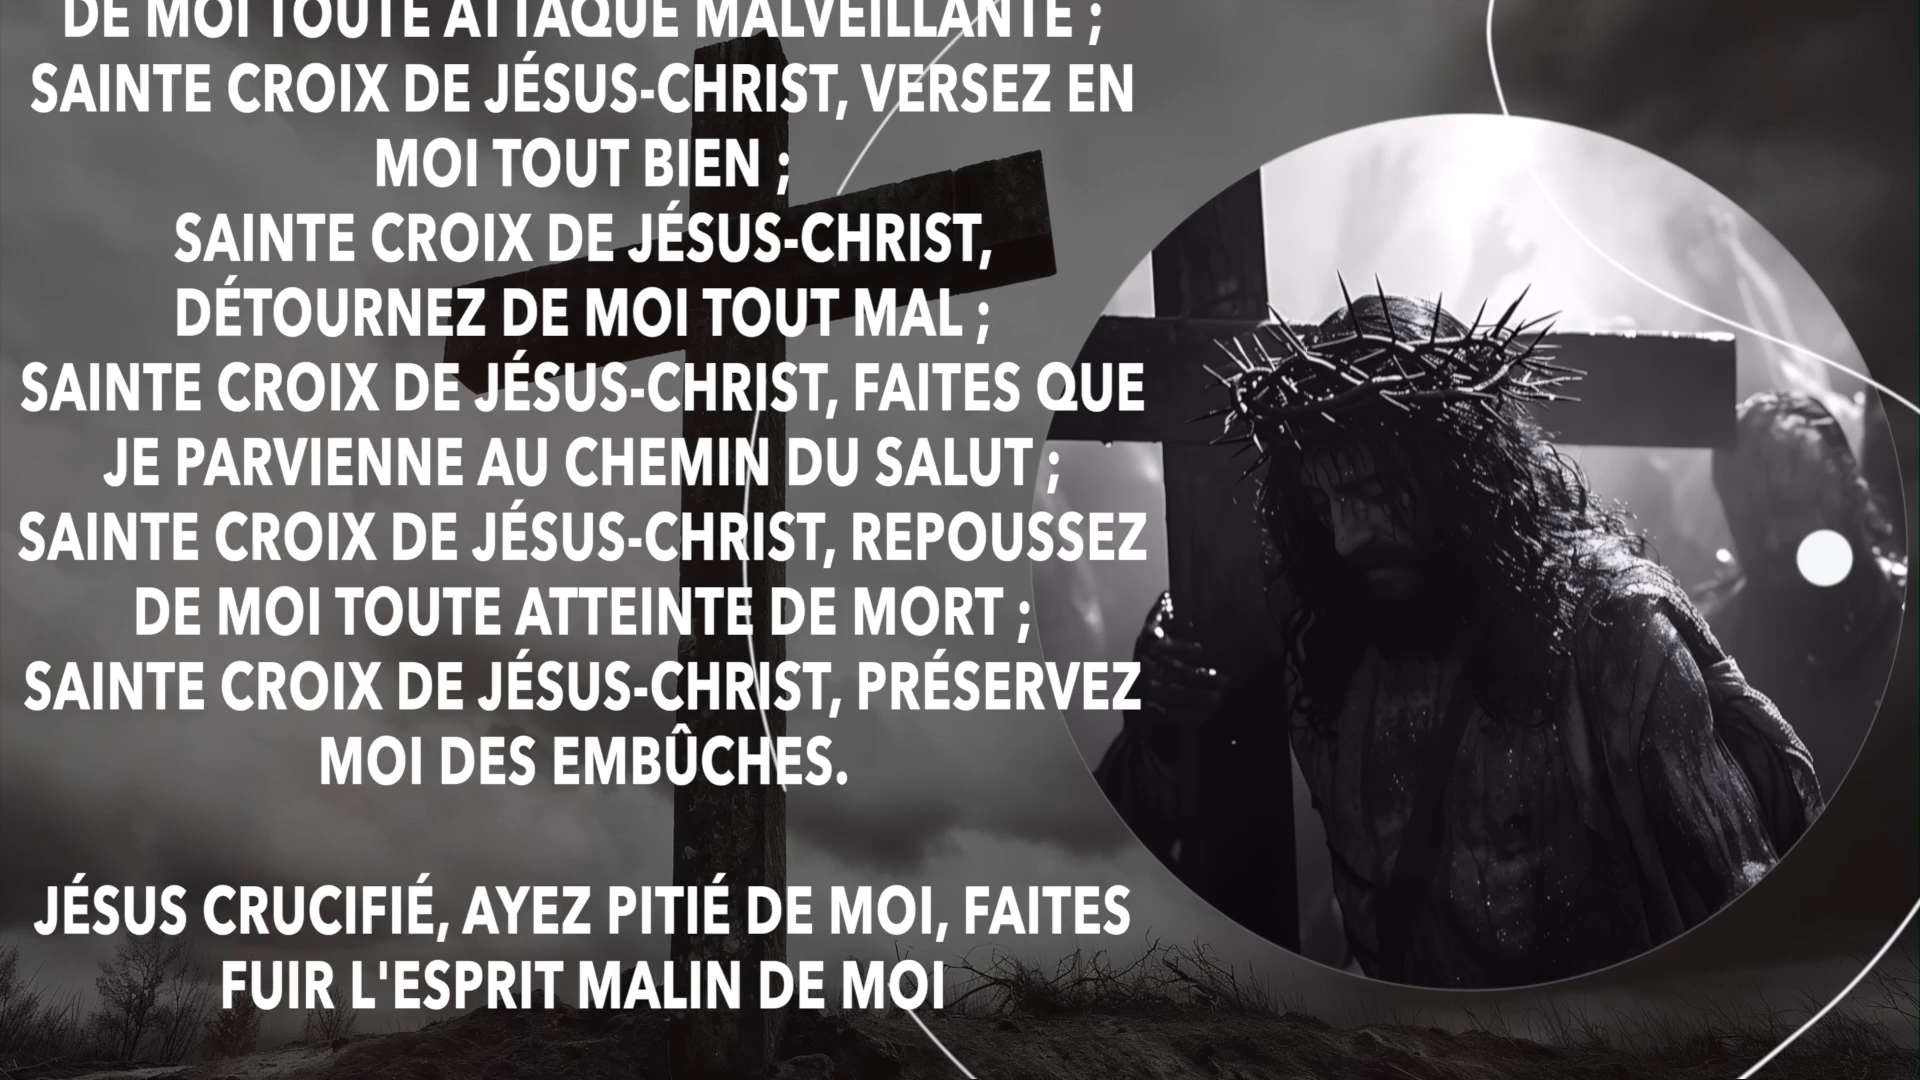 DE MOI TOUTE ATTAQUE MALVEILLANTE ;
SAINTE CROIX DE JÉSUS-CHRIST, VERSEZ EN
MOI TOUT BIEN ;
SAINTE CROIX DE JÉSUS-CHRIST,
DÉTOURNEZ DE MOI TOUT MAL ;
SAINTE CROIX DE JÉSUS-CHRIST, FAITES QUE
JE PARVIENNE AU CHEMIN DU SALUT ;
SAINTE CROIX DE JÉSUS-CHRIST, REPOUSSEZ
DE MOI TOUTE ATTEINTE DE MORT ;
SAINTE CROIX DE JÉSUS-CHRIST, PRÉSERVEZ
MOI DES EMBÛCHES.
JÉSUS CRUCIFIÉ, AYEZ PITIÉ DE MOI, FAITES
FUIR L'ESPRIT MALIN DE MOI